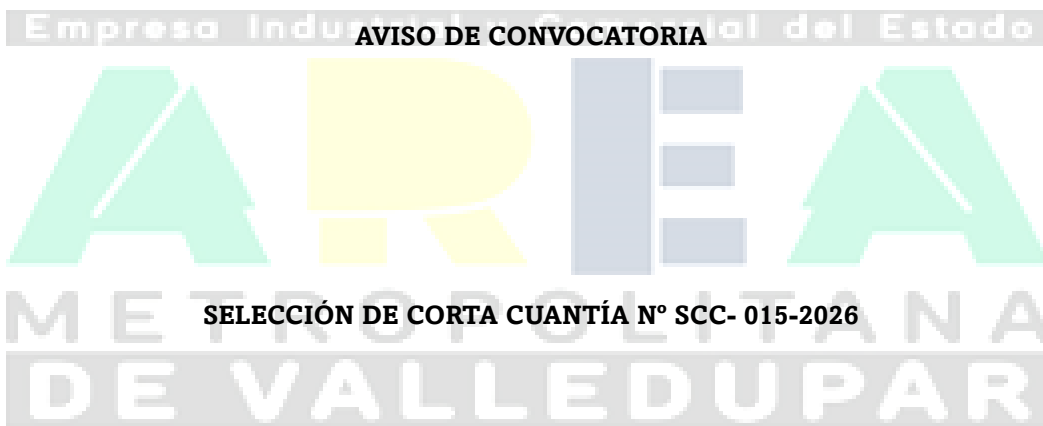 Empresa Industrial y Comercial del Estado
AVISO DE CONVOCATORIA
AREA
SELECCIÓN DE CORTA CUANTÍA Nº SCC- 015-2026
METROPOLITANA
DE VALLEDUPAR